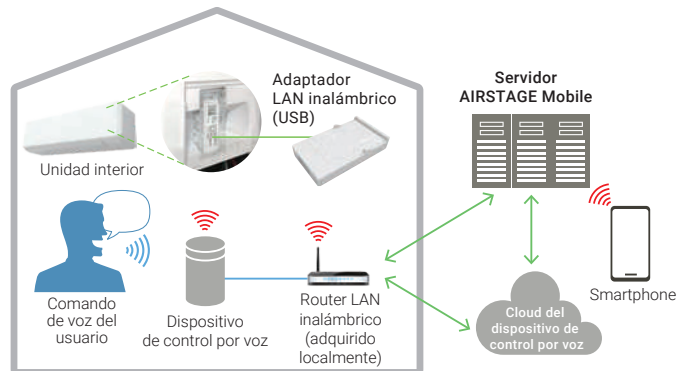 Adaptador
LAN inalámbrico
(USB)
Servidor
AIRSTAGE Mobile
Unidad interior
Comando
de voz del
usuario
Dispositivo
de control por voz
Router LAN
inalámbrico
(adquirido
localmente)
Cloud del
dispositivo de
control por voz
Smartphone